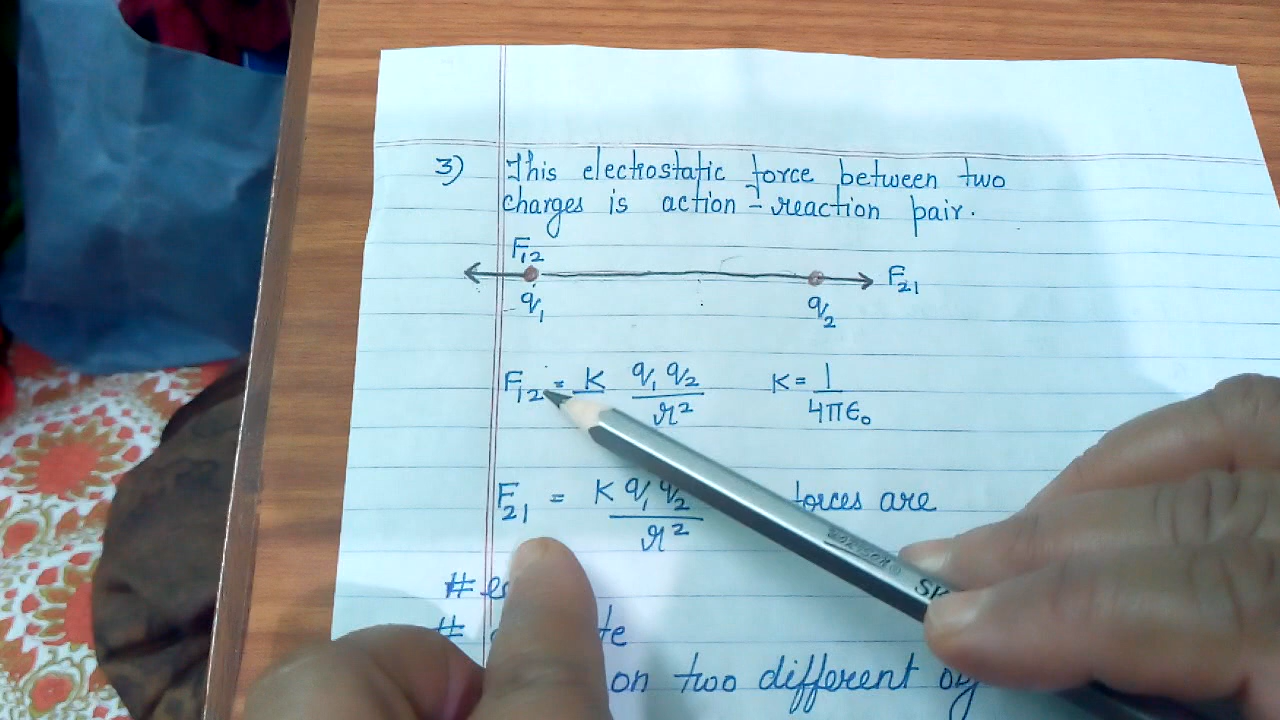 3) This electrostatic force between two
charges is action-reaction pair.
F12
F21
q1
q2
F12 = K q1 q2 / r² K = 1 / 4πϵ0
F21 = K q1 q2 / r² forces are
#
#
on two different